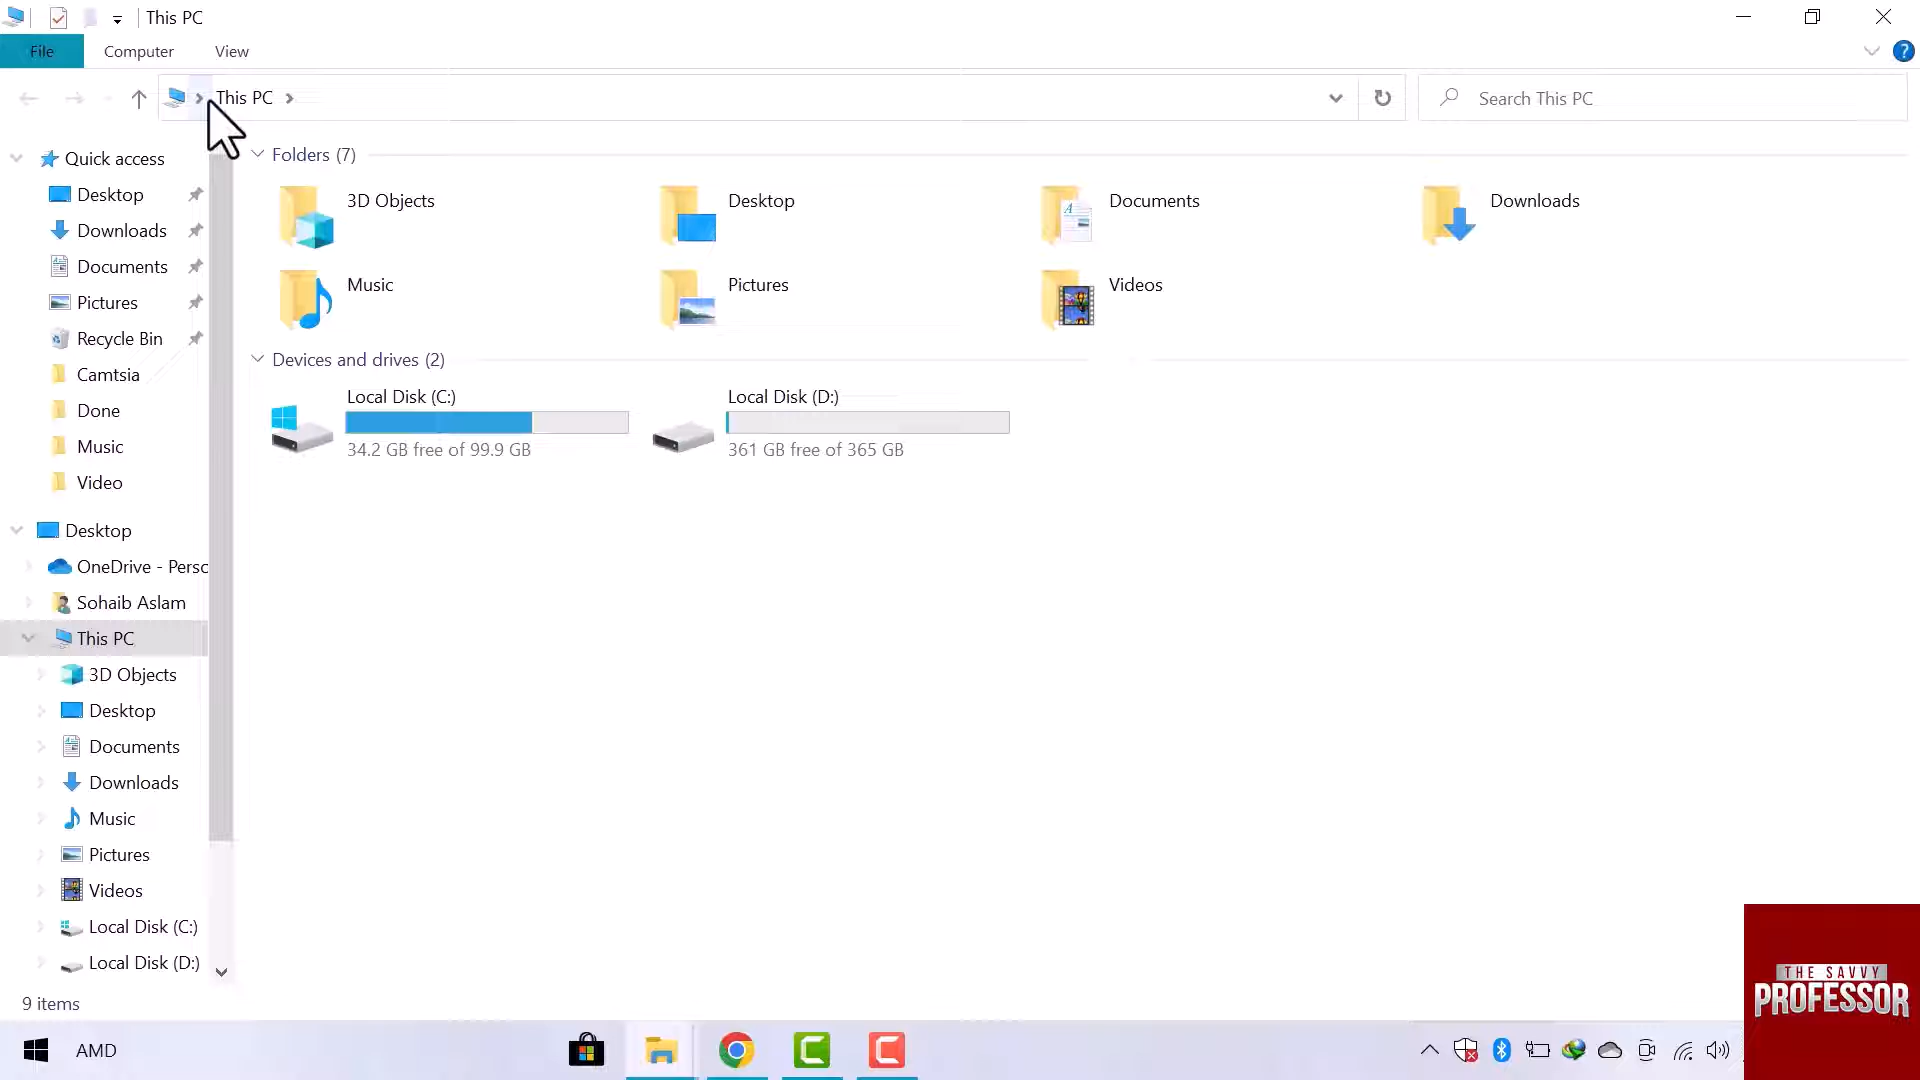 This PC
File
Computer
View
This PC
Search This PC
Quick access
Desktop
Downloads
Documents
Pictures
Recycle Bin
Camtsia
Done
Music
Video
Desktop
OneDrive - Perso
Sohaib Aslam
This PC
3D Objects
Desktop
Documents
Downloads
Music
Pictures
Videos
Local Disk (C:)
Local Disk (D:)
Folders (7)
3D Objects
Desktop
Documents
Downloads
Music
Pictures
Videos
Devices and drives (2)
Local Disk (C:)
34.2 GB free of 99.9 GB
Local Disk (D:)
361 GB free of 365 GB
9 items
AMD
THE SAVVY
PROFESSOR